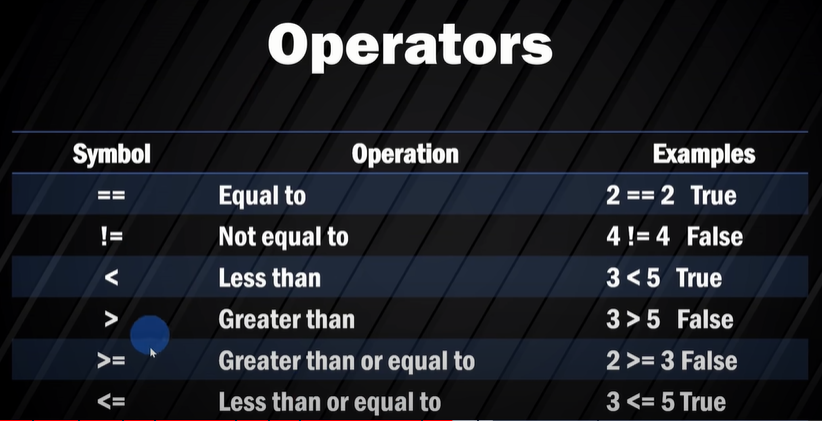 Operators
Symbol Operation Examples
== Equal to 2 == 2 True
!= Not equal to 4 != 4 False
< Less than 3 < 5 True
> Greater than 3 > 5 False
>= Greater than or equal to 2 >= 3 False
<= Less than or equal to 3 <= 5 True